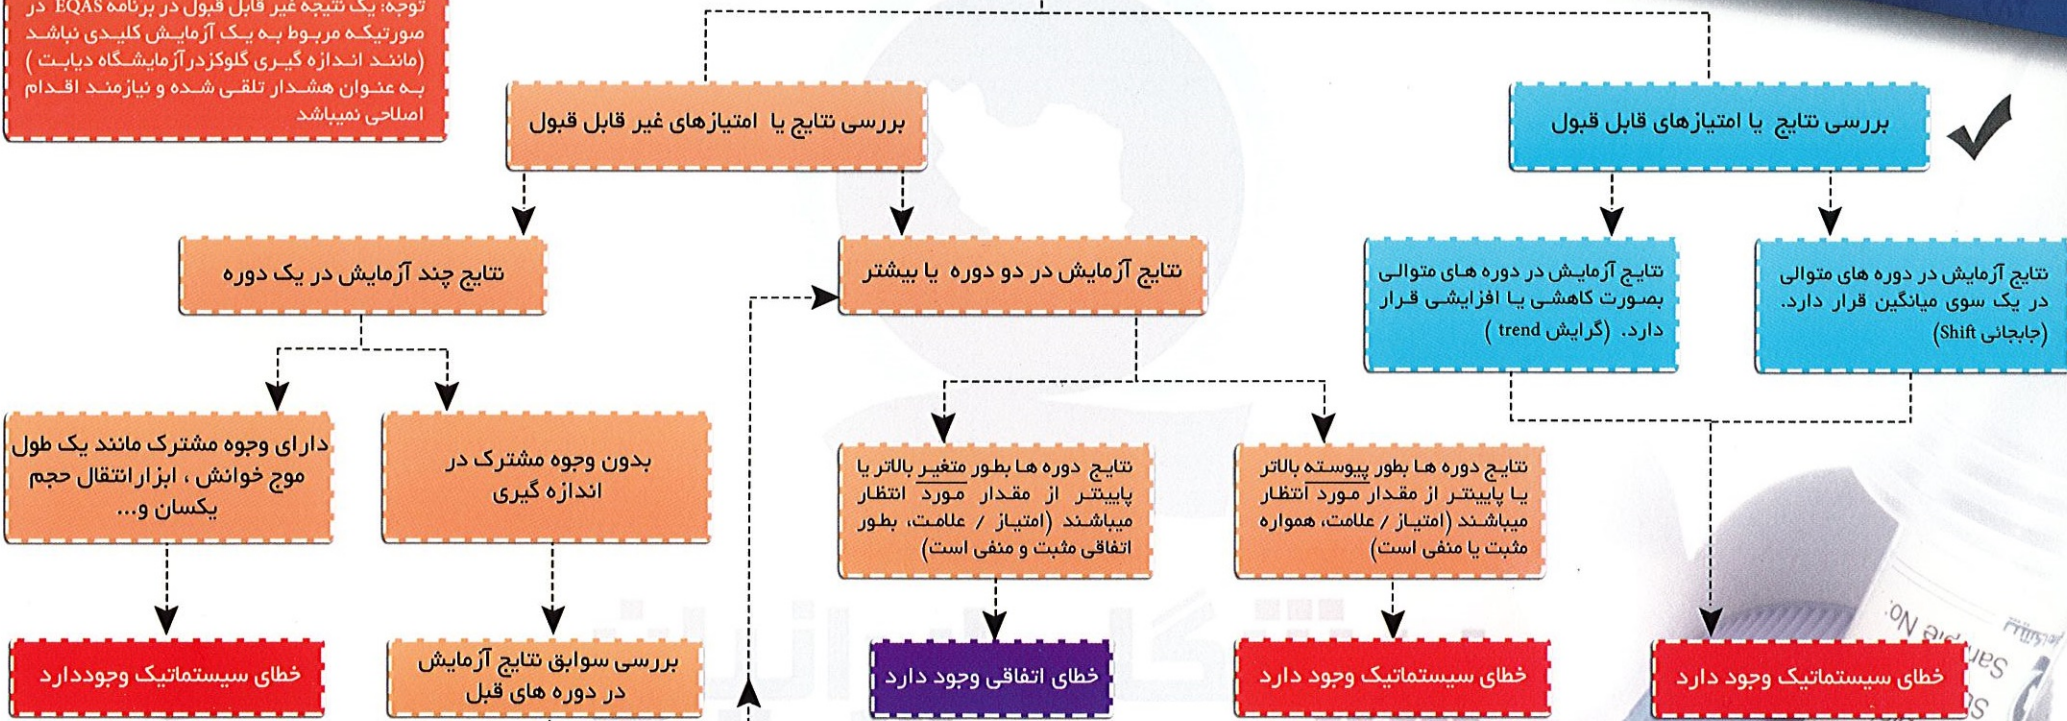 توجه: یک نتیجه غیر قابل قبول در برنامه EQAS در
صورتیکه مربوط به یک آزمایش کلیدی نباشد
(مانند اندازه گیری گلوکزدرآزمایشگاه دیابت )
به عنوان هشدار تلقی شده و نیازمند اقدام
اصلاحی نمیباشد
بررسی نتایج یا امتیازهای قابل قبول
بررسی نتایج یا  امتیازهای غیر قابل قبول
نتایج آزمایش در دوره های متوالی
در یک سوی میانگین قرار دارد.
(جابجائی Shift)
نتایج آزمایش در دوره های متوالی
بصورت کاهشی یا افزایشی قرار
دارد. (گرایش trend )
نتایج آزمایش در دو دوره یا بیشتر
نتایج چند آزمایش در یک دوره
نتایج دوره ها بطور پیوسته بالاتر
یا پایینتر از مقدار مورد انتظار
میباشند (امتیاز / علامت، همواره
مثبت یا منفی است)
نتایج دوره ها بطور متغیر بالاتر یا
پایینتر از مقدار مورد انتظار
میباشند (امتیاز / علامت، بطور
اتفاقی مثبت و منفی است)
بدون وجوه مشترک در
اندازه گیری
دارای وجوه مشترک مانند یک طول
موج خوانش ، ابزارانتقال حجم
یکسان و...
خطای سیستماتیک وجود دارد
خطای سیستماتیک وجود دارد
خطای اتفاقی وجود دارد
بررسی سوابق نتایج آزمایش
در دوره های قبل
خطای سیستماتیک وجوددارد